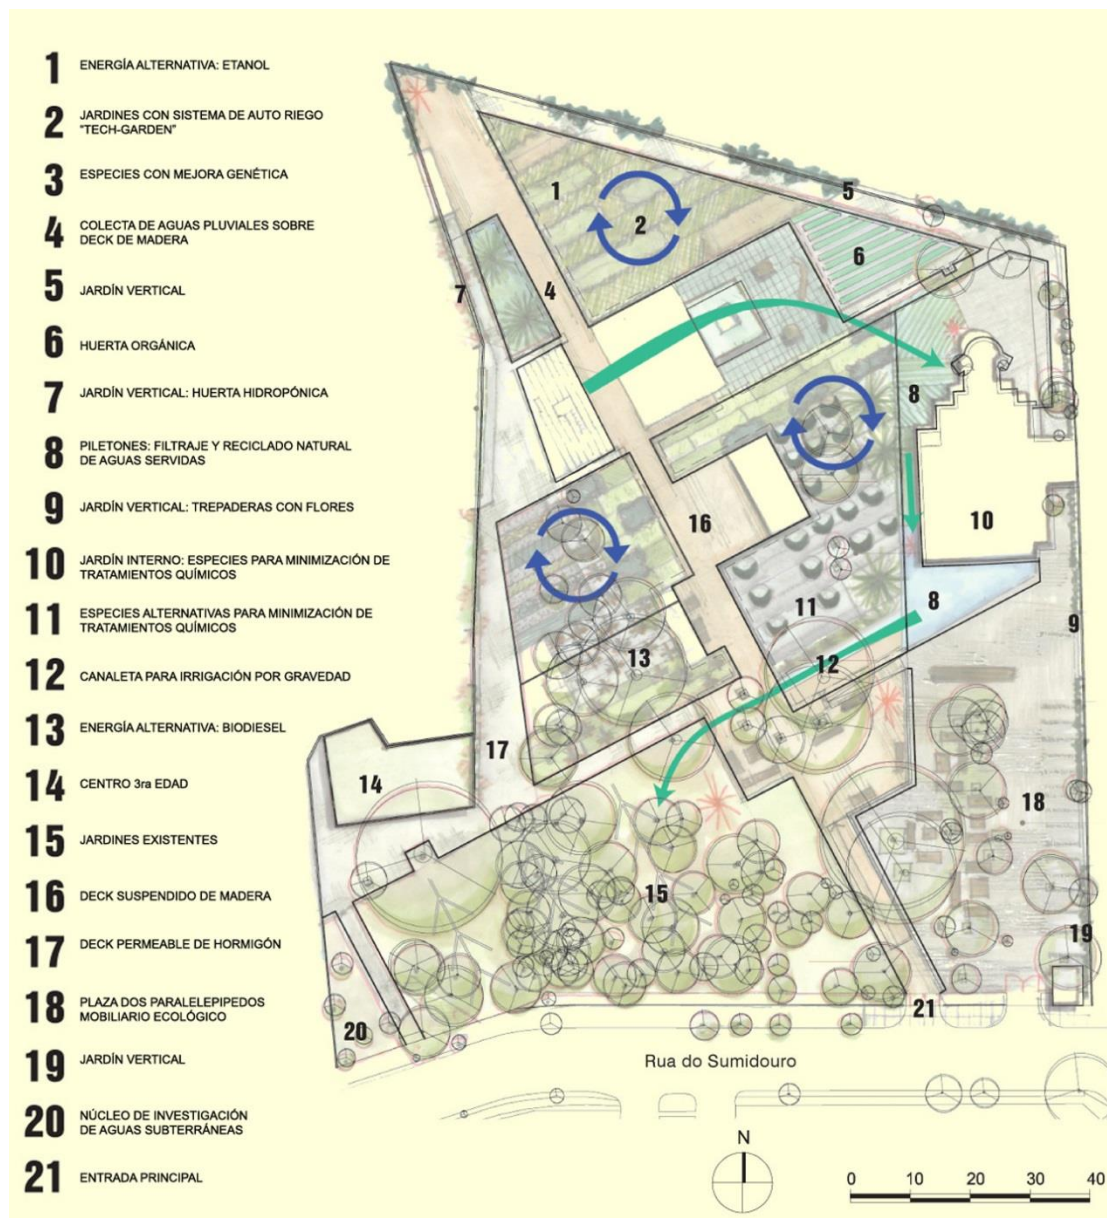 1 ENERGÍA ALTERNATIVA: ETANOL
2 JARDINES CON SISTEMA DE AUTO RIEGO
"TECH-GARDEN"
3 ESPECIES CON MEJORA GENÉTICA
4 COLECTA DE AGUAS PLUVIALES SOBRE
DECK DE MADERA
5 JARDÍN VERTICAL
6 HUERTA ORGÁNICA
7 JARDÍN VERTICAL: HUERTA HIDROPÓNICA
8 PILETONES: FILTRAJE Y RECICLADO NATURAL
DE AGUAS SERVIDAS
9 JARDÍN VERTICAL: TREPADERAS CON FLORES
10 JARDÍN INTERNO: ESPECIES PARA MINIMIZACIÓN DE
TRATAMIENTOS QUÍMICOS
11 ESPECIES ALTERNATIVAS PARA MINIMIZACIÓN DE
TRATAMIENTOS QUÍMICOS
12 CANALETA PARA IRRIGACIÓN POR GRAVEDAD
13 ENERGÍA ALTERNATIVA: BIODIESEL
14 CENTRO 3ra EDAD
15 JARDINES EXISTENTES
16 DECK SUSPENDIDO DE MADERA
17 DECK PERMEABLE DE HORMIGÓN
18 PLAZA DOS PARALELEPIPEDOS
MOBILIARIO ECOLÓGICO
19 JARDÍN VERTICAL
20 NÚCLEO DE INVESTIGACIÓN
DE AGUAS SUBTERRÁNEAS
21 ENTRADA PRINCIPAL
1
5
2
6
7
4
8
16
10
11
8
9
13
12
17
14
18
15
19
21
20
Rua do Sumidouro
N
0 10 20 30 40